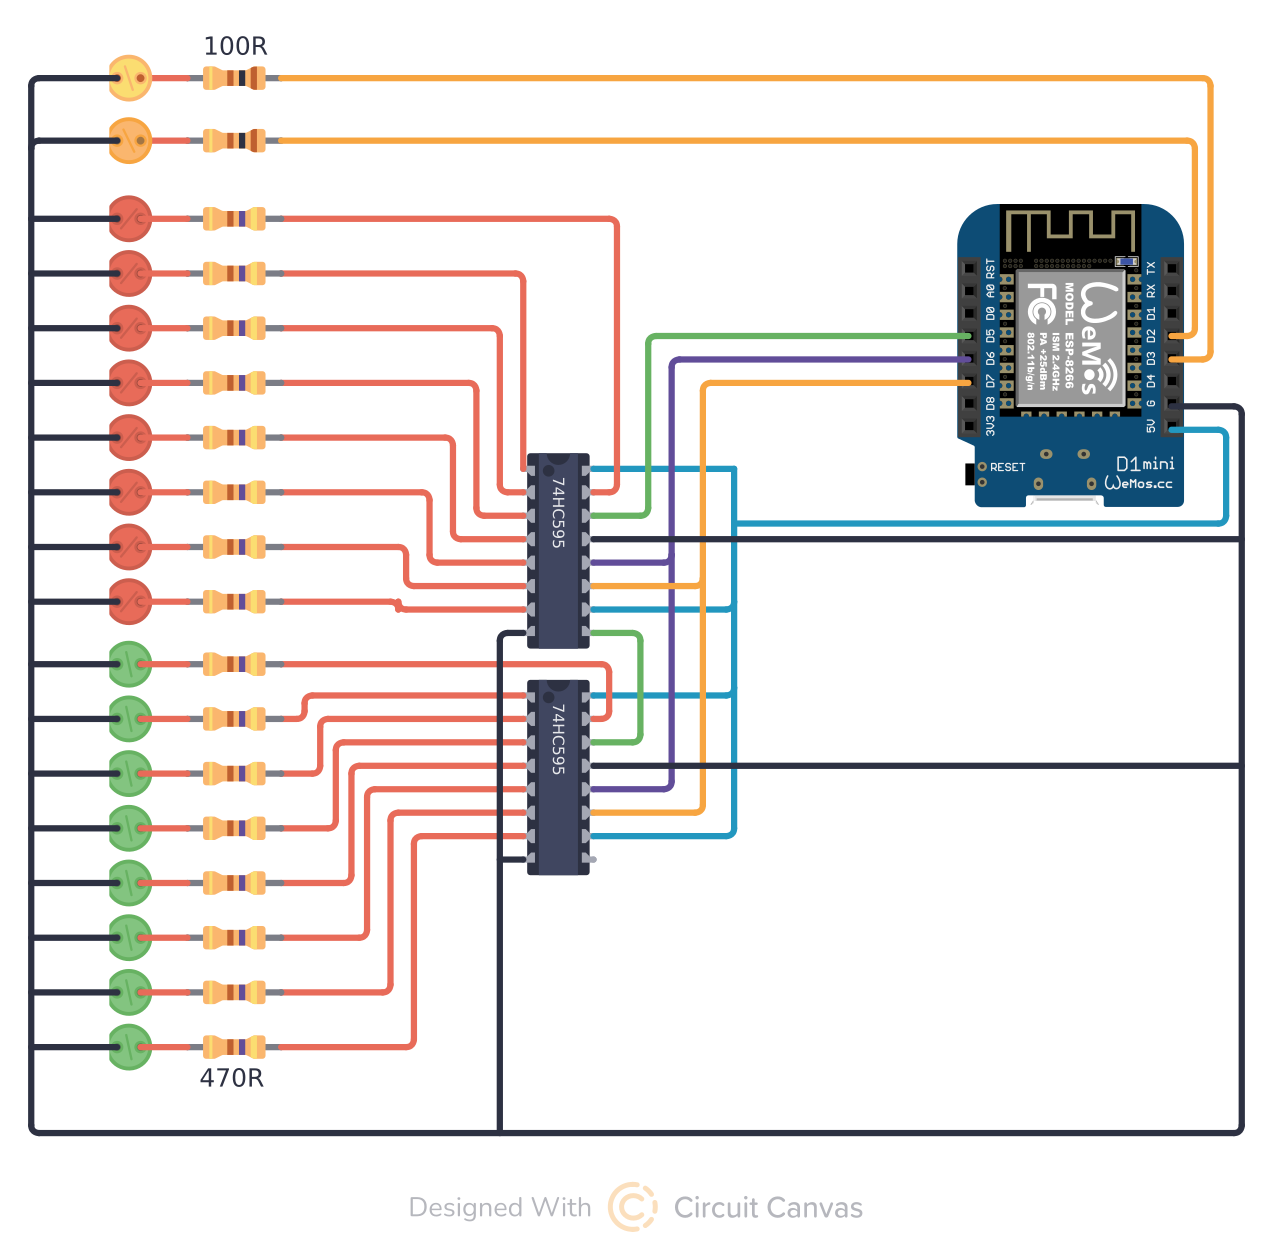 100R
RST
A0
D0
D5
D6
D7
D8
3V3
TX
RX
D1
D2
D3
D4
G
5V
WeMos
MODEL ESP-8266
ISM 2.4GHz
PA +25dBm
802.11b/g/n
FC
RESET
D1mini
WeMos.cc
74HC595
74HC595
470R
Designed With Circuit Canvas